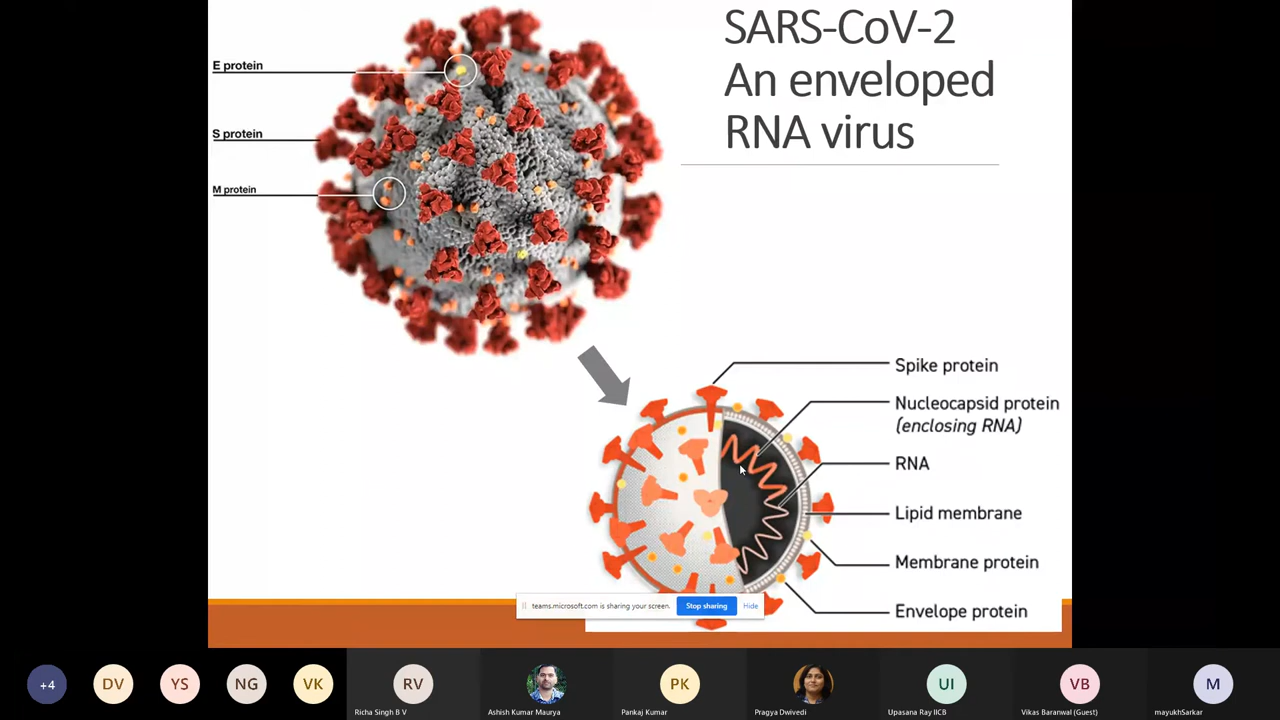 SARS-CoV-2
An enveloped
RNA virus
E protein
S protein
M protein
Spike protein
Nucleocapsid protein
(enclosing RNA)
RNA
Lipid membrane
Membrane protein
Envelope protein
teams.microsoft.com is sharing your screen.
Stop sharing
Hide
+4
DV
YS
NG
VK
RV
PK
UI
VB
M
Richa Singh B V
Ashish Kumar Maurya
Pankaj Kumar
Pragya Dwivedi
Upasana Ray IICB
Vikas Baranwal (Guest)
mayukhSarkar